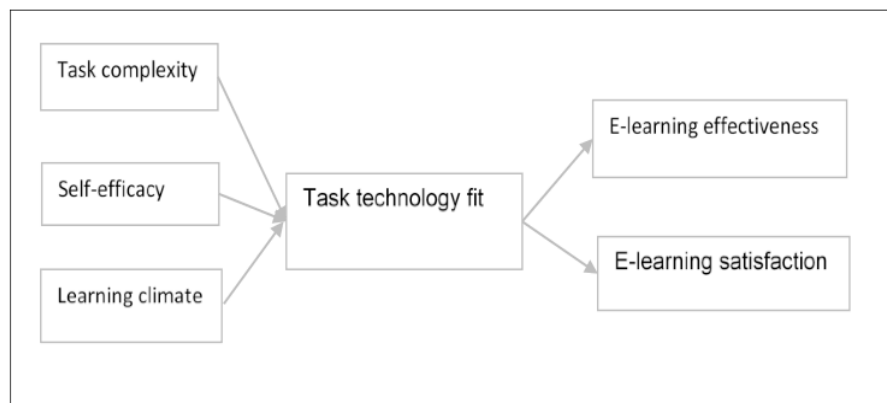 Task complexity
Self-efficacy
Learning climate
Task technology fit
E-learning effectiveness
E-learning satisfaction